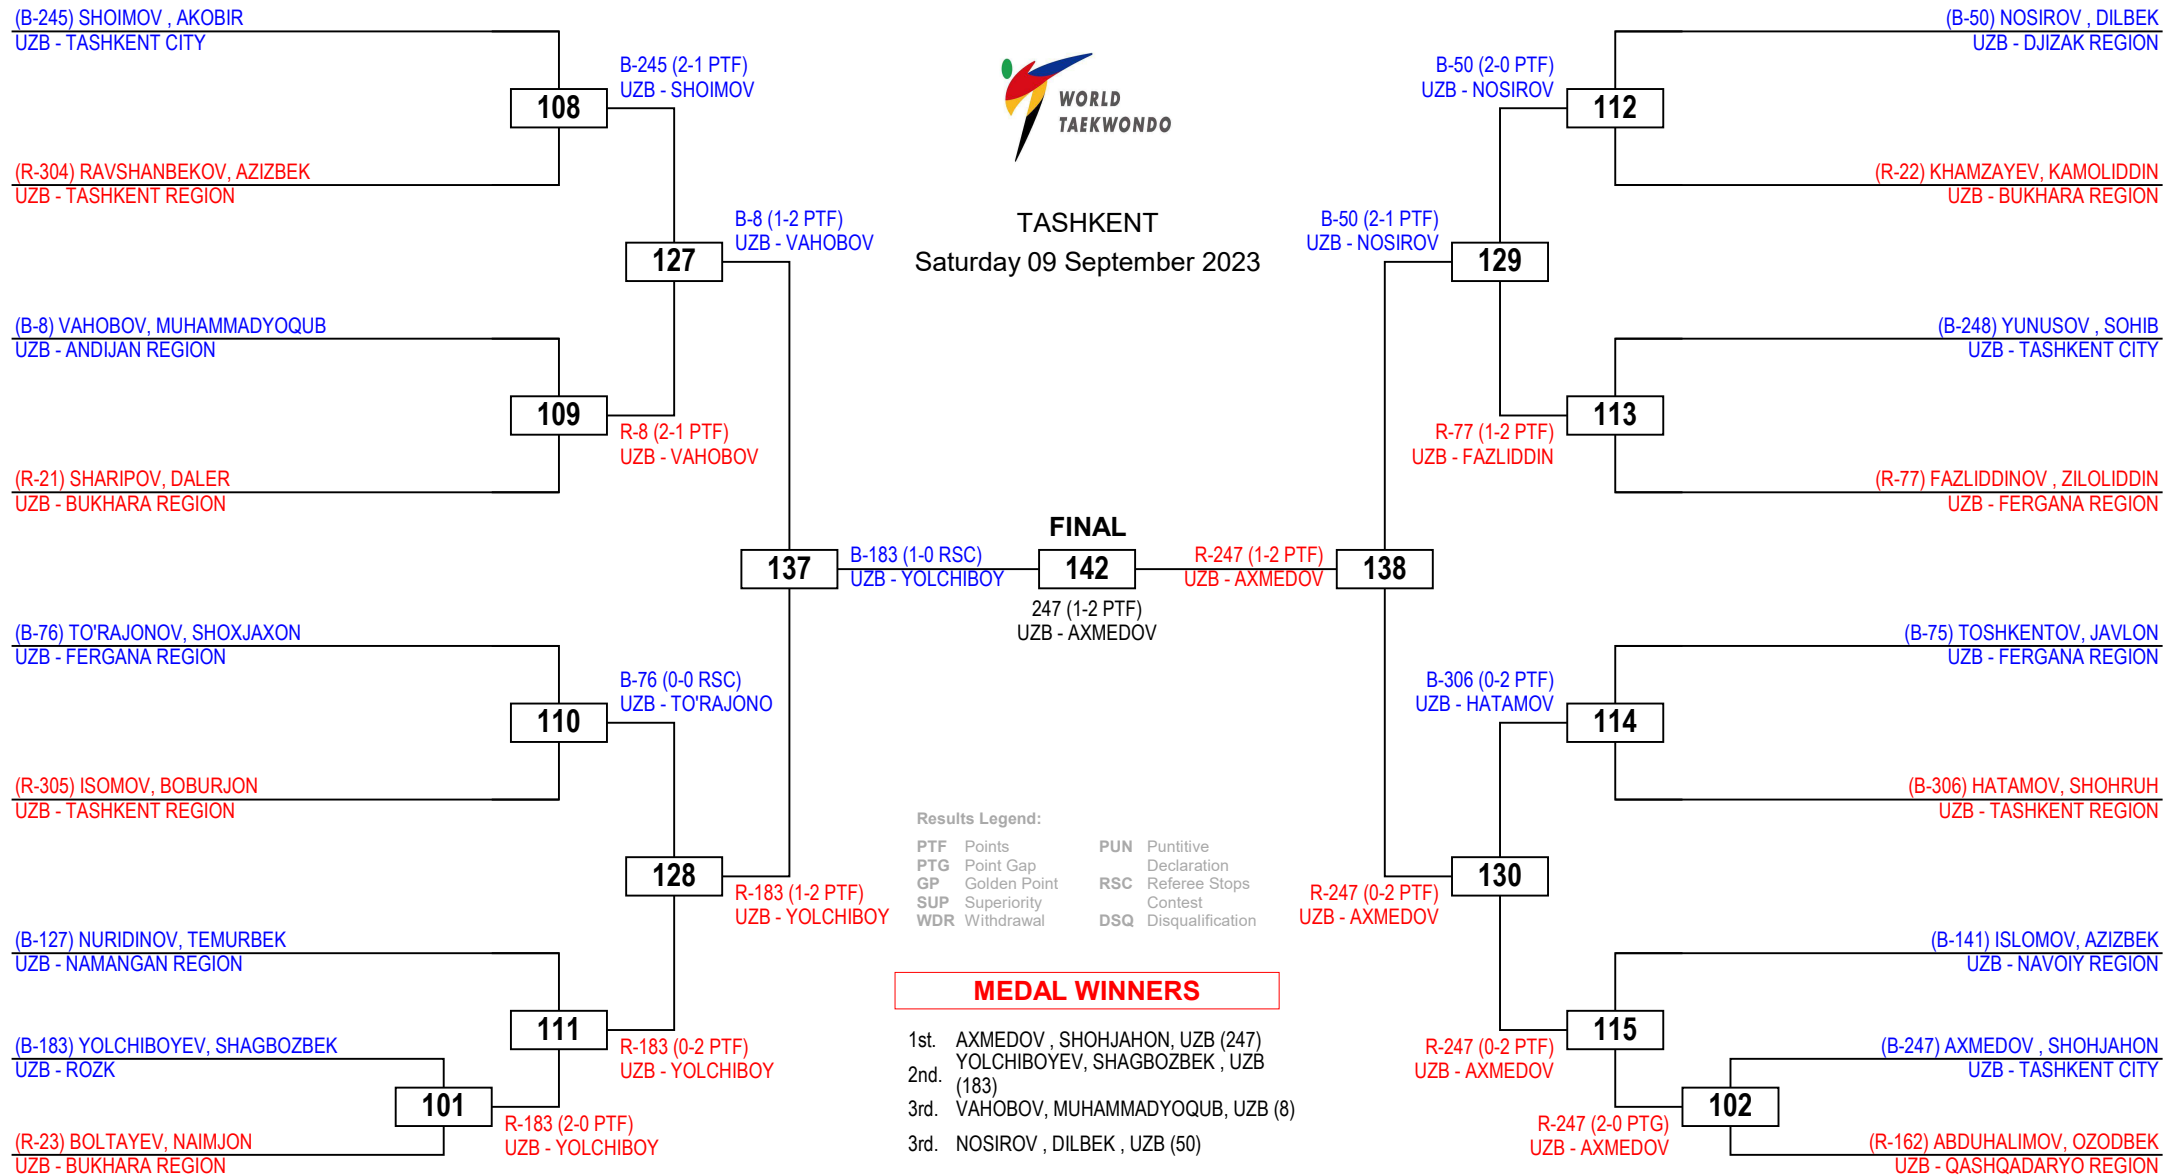 (B-245) SHOIMOV , AKOBIR
UZB - TASHKENT CITY
B-245 (2-1 PTF)
UZB - SHOIMOV
108
(R-304) RAVSHANBEKOV, AZIZBEK
UZB - TASHKENT REGION
B-8 (1-2 PTF)
UZB - VAHOBOV
127
(B-8) VAHOBOV, MUHAMMADYOQUB
UZB - ANDIJAN REGION
109
R-8 (2-1 PTF)
UZB - VAHOBOV
(R-21) SHARIPOV, DALER
UZB - BUKHARA REGION
137
B-183 (1-0 RSC)
UZB - YOLCHIBOY
(B-76) TO'RAJONOV, SHOXJAXON
UZB - FERGANA REGION
B-76 (0-0 RSC)
UZB - TO'RAJONO
110
(R-305) ISOMOV, BOBURJON
UZB - TASHKENT REGION
128
R-183 (1-2 PTF)
UZB - YOLCHIBOY
(B-127) NURIDINOV, TEMURBEK
UZB - NAMANGAN REGION
111
R-183 (0-2 PTF)
UZB - YOLCHIBOY
(B-183) YOLCHIBOYEV, SHAGBOZBEK
UZB - ROZK
101
R-183 (2-0 PTF)
UZB - YOLCHIBOY
(R-23) BOLTAYEV, NAIMJON
UZB - BUKHARA REGION
WORLD
TAEKWONDO
TASHKENT
Saturday 09 September 2023
FINAL
142
247 (1-2 PTF)
UZB - AXMEDOV
Results Legend:
PTF Points
PTG Point Gap
GP Golden Point
SUP Superiority
WDR Withdrawal
PUN Puntitive
Declaration
RSC Referee Stops
Contest
DSQ Disqualification
MEDAL WINNERS
1st. AXMEDOV , SHOHJAHON, UZB (247)
2nd. YOLCHIBOYEV, SHAGBOZBEK , UZB
(183)
3rd. VAHOBOV, MUHAMMADYOQUB, UZB (8)
3rd. NOSIROV , DILBEK , UZB (50)
(B-50) NOSIROV , DILBEK
UZB - DJIZAK REGION
B-50 (2-0 PTF)
UZB - NOSIROV
112
(R-22) KHAMZAYEV, KAMOLIDDIN
UZB - BUKHARA REGION
B-50 (2-1 PTF)
UZB - NOSIROV
129
(B-248) YUNUSOV , SOHIB
UZB - TASHKENT CITY
113
R-77 (1-2 PTF)
UZB - FAZLIDDIN
(R-77) FAZLIDDINOV , ZILOLIDDIN
UZB - FERGANA REGION
R-247 (1-2 PTF)
UZB - AXMEDOV
138
(B-75) TOSHKENTOV, JAVLON
UZB - FERGANA REGION
B-306 (0-2 PTF)
UZB - HATAMOV
114
(B-306) HATAMOV, SHOHRUH
UZB - TASHKENT REGION
130
R-247 (0-2 PTF)
UZB - AXMEDOV
(B-141) ISLOMOV, AZIZBEK
UZB - NAVOIY REGION
115
R-247 (0-2 PTF)
UZB - AXMEDOV
(B-247) AXMEDOV , SHOHJAHON
UZB - TASHKENT CITY
102
R-247 (2-0 PTG)
UZB - AXMEDOV
(R-162) ABDUHALIMOV, OZODBEK
UZB - QASHQADARYO REGION